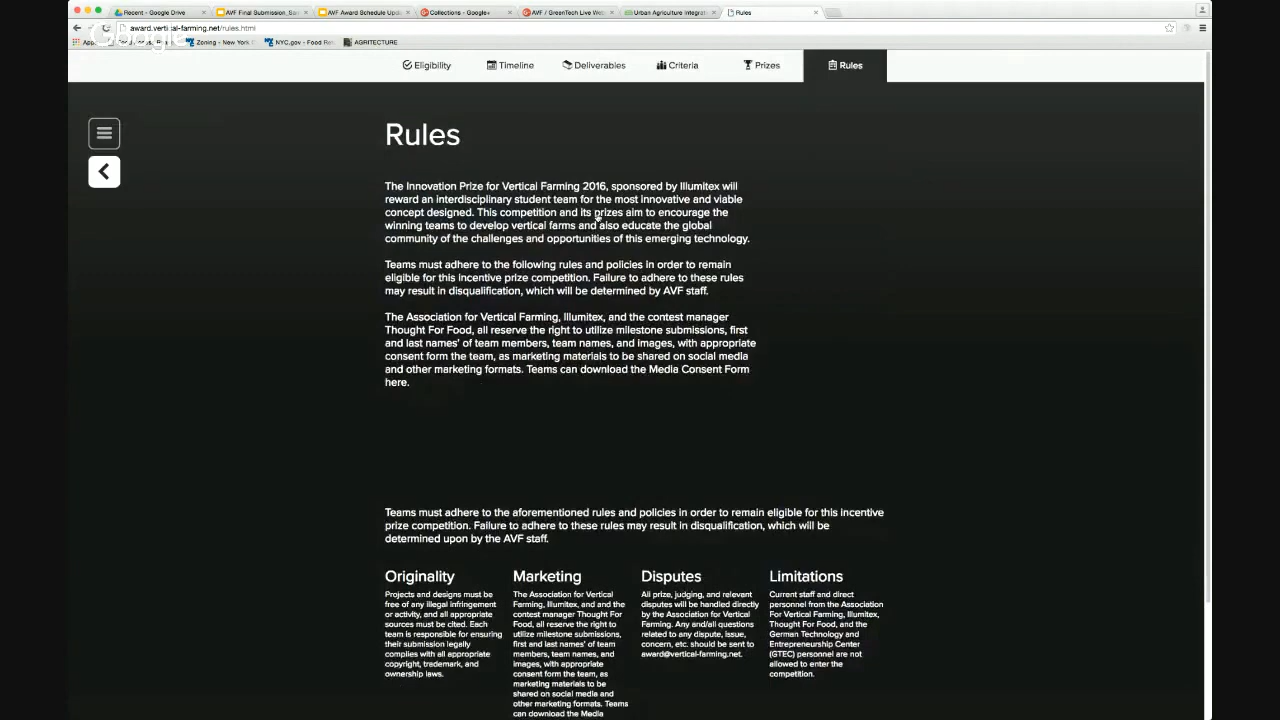 Recent - Google Drive
AVF Final Submission_Sa
AVF Award Schedule Upda
Collections - Google+
AVF / GreenTech Live Web
Urban Agriculture Integrat
Rules
award.vertical-farming.net/rules.html
Google
Apps
Zoning - New York
NYC.gov - Food Re
AGRITECTURE
Eligibility
Timeline
Deliverables
Criteria
Prizes
Rules
Rules
The Innovation Prize for Vertical Farming 2016, sponsored by Illumitex will
reward an interdisciplinary student team for the most innovative and viable
concept designed. This competition and its prizes aim to encourage the
winning teams to develop vertical farms and also educate the global
community of the challenges and opportunities of this emerging technology.
Teams must adhere to the following rules and policies in order to remain
eligible for this incentive prize competition. Failure to adhere to these rules
may result in disqualification, which will be determined by AVF staff.
The Association for Vertical Farming, Illumitex, and the contest manager
Thought For Food, all reserve the right to utilize milestone submissions, first
and last names' of team members, team names, and images, with appropriate
consent form the team, as marketing materials to be shared on social media
and other marketing formats. Teams can download the Media Consent Form
here.
Teams must adhere to the aforementioned rules and policies in order to remain eligible for this incentive
prize competition. Failure to adhere to these rules may result in disqualification, which will be
determined upon by the AVF staff.
Originality
Projects and designs must be
free of any illegal infringement
or activity, and all appropriate
sources must be cited. Each
team is responsible for ensuring
their submission legally
complies with all appropriate
copyright, trademark, and
ownership laws.
Marketing
The Association for Vertical
Farming, Illumitex, and and the
contest manager Thought For
Food, all reserve the right to
utilize milestone submissions,
first and last names' of team
members, team names, and
images, with appropriate
consent form the team, as
marketing materials to be
shared on social media and
other marketing formats. Teams
can download the Media
Disputes
All prize, judging, and relevant
disputes will be handled directly
by the Association for Vertical
Farming. Any and/all questions
related to any dispute, issue,
concern, etc. should be sent to
award@vertical-farming.net.
Limitations
Current staff and direct
personnel from the Association
For Vertical Farming, Illumitex,
Thought For Food, and the
German Technology and
Entrepreneurship Center
(GTEC) personnel are not
allowed to enter the
competition.